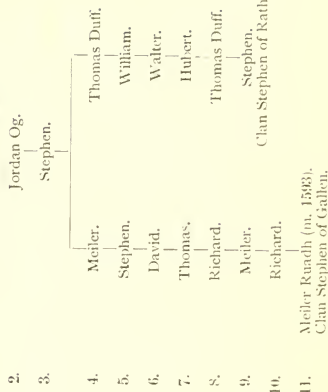 2. Jordan Og.
3. Stephen.
4. Meiler. Thomas Duff.
5. Stephen. William.
6. David. Walter.
7. Thomas. Hubert.
8. Richard. Thomas Duff.
9. Meiler. Stephen.
Clan Stephen of Rath
10. Richard.
11. Meiler Ruadh (m. 1593).
Clan Stephen of Gallen.